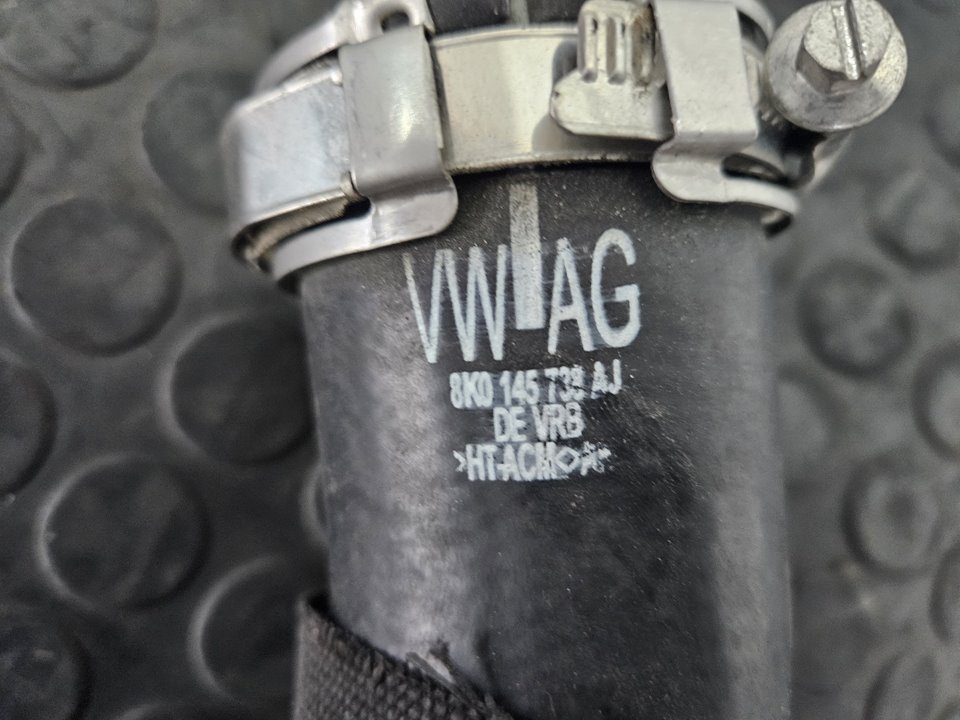 VW AG
8K0 145 738 AJ
DE VRB
>HT-ACM<